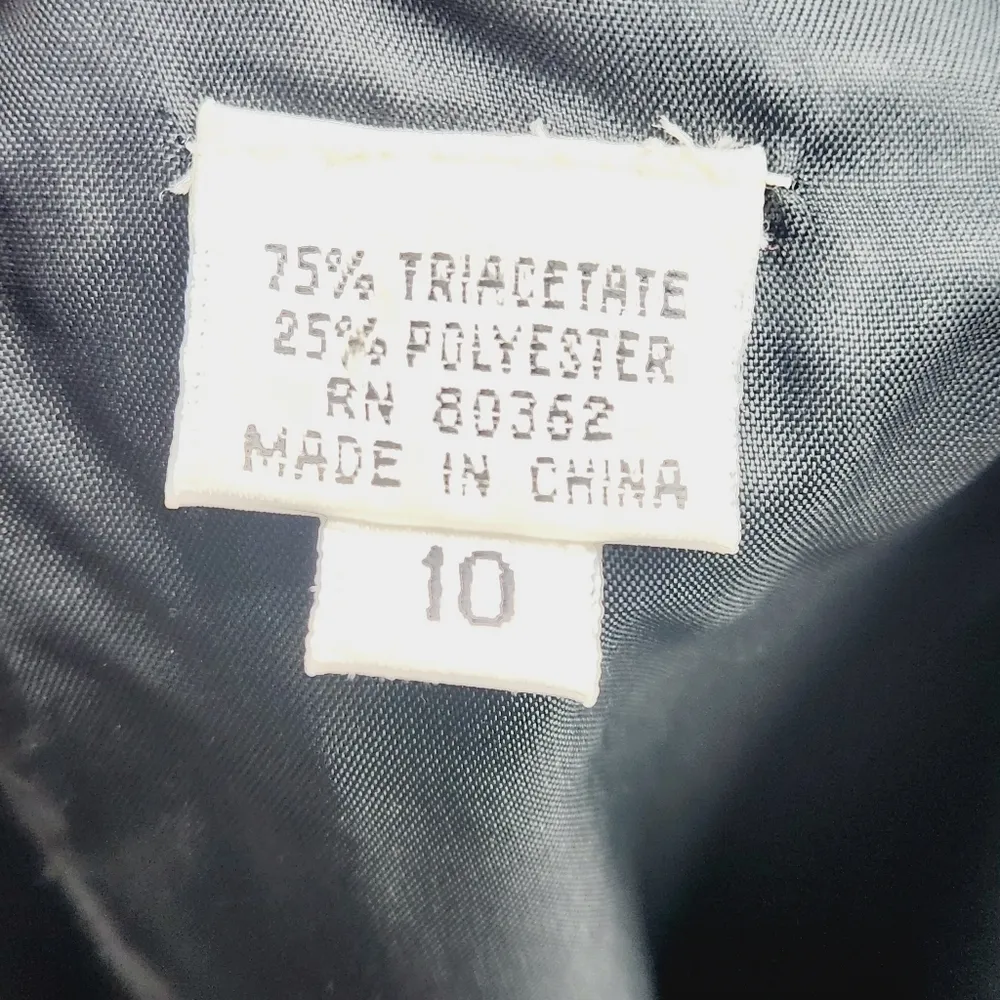 75% TRIACETATE
25% POLYESTER
RN 80362
MADE IN CHINA
10